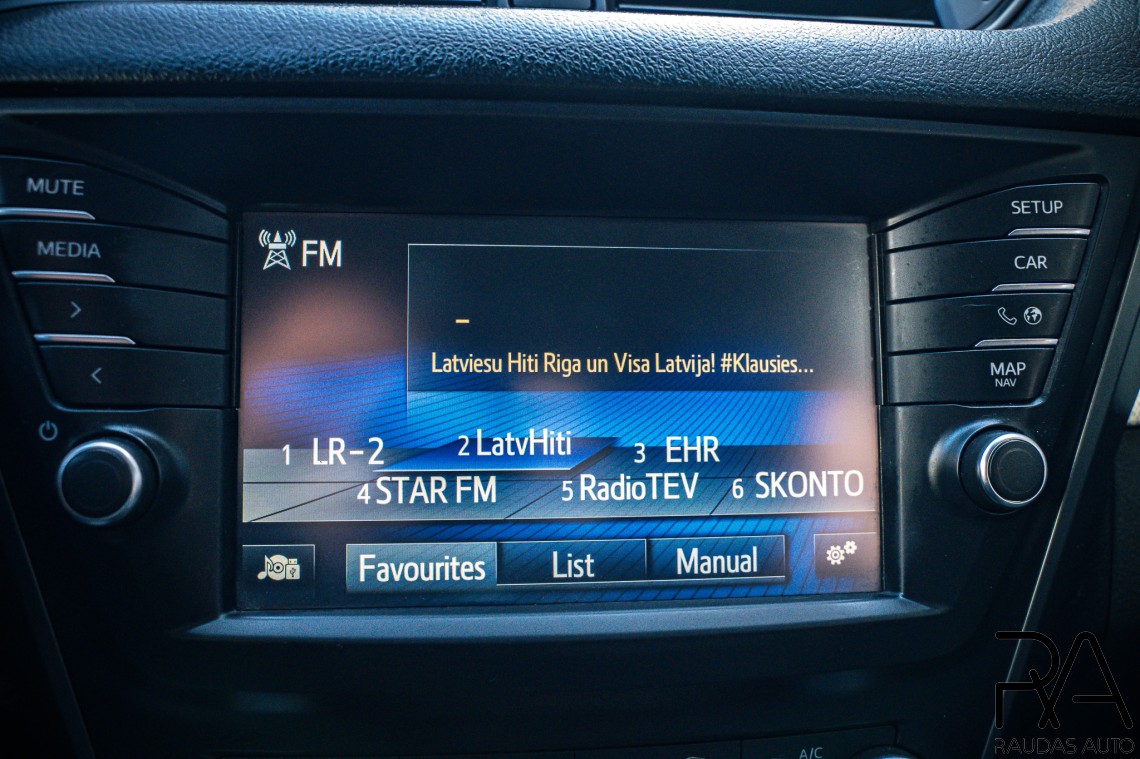 MUTE
MEDIA
SETUP
CAR
MAP
NAV
FM
Latviesu Hiti Riga un Visa Latvija! #Klausies...
1 LR-2 2 LatvHiti 3 EHR
4 STAR FM 5 RadioTEV 6 SKONTO
Favourites List Manual
A/C
RA
RAUDAS AUTO